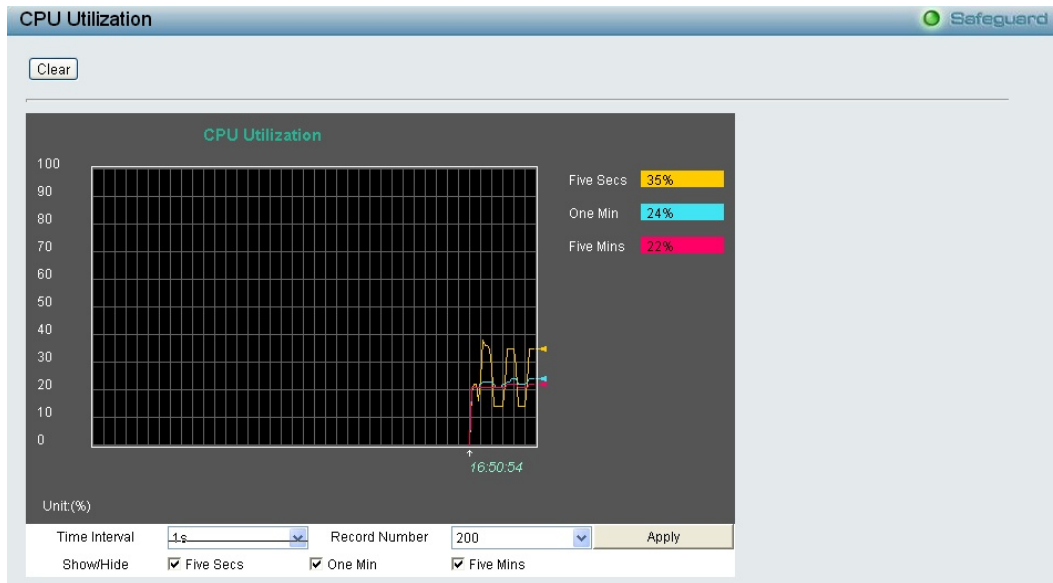 CPU Utilization
Safeguard
Clear
CPU Utilization
100
90
80
70
60
50
40
30
20
10
0
Five Secs 35%
One Min 24%
Five Mins 22%
16:50:54
Unit:(%)
Time Interval 1s Record Number 200 Apply
Show/Hide Five Secs One Min Five Mins